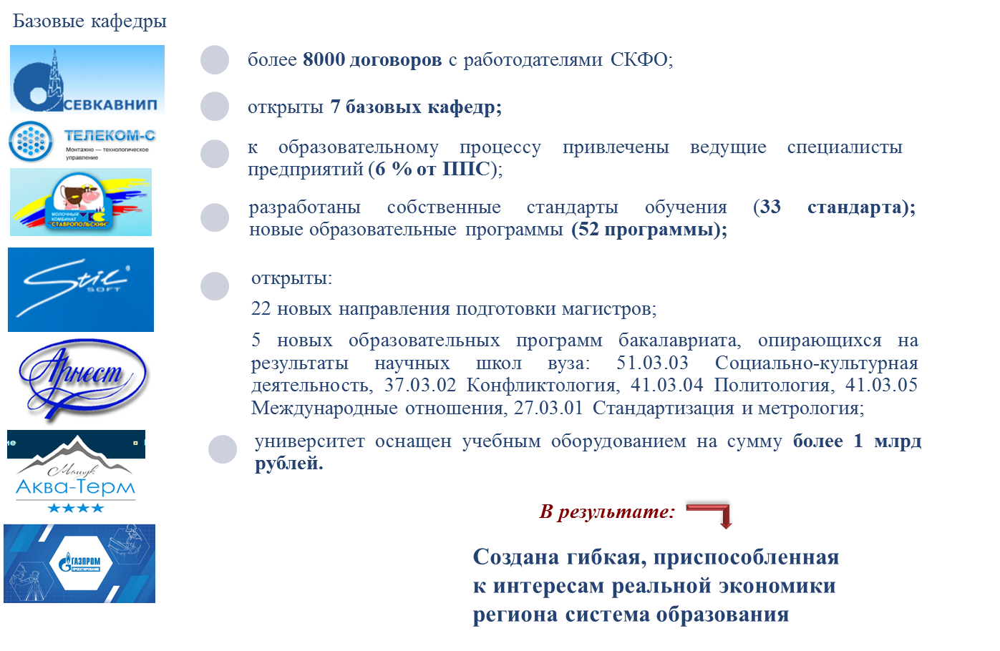 Базовые кафедры
СЕВКАВНИП
ТЕЛЕКОМ-С
Монтажно — технологическое
управление
МОЛОЧНЫЙ
КОМБИНАТ
"СТАВРОПОЛЬСКИЙ"
Stil
SOFT
Арнест
Машук
Аква-Терм
ГАЗПРОМ
ПРОЕКТИРОВАНИЕ
более 8000 договоров с работодателями СКФО;
открыты 7 базовых кафедр;
к образовательному процессу привлечены ведущие специалисты
предприятий (6 % от ППС);
разработаны собственные стандарты обучения (33 стандарта);
новые образовательные программы (52 программы);
открыты:
22 новых направления подготовки магистров;
5 новых образовательных программ бакалавриата, опирающихся на
результаты научных школ вуза: 51.03.03 Социально-культурная
деятельность, 37.03.02 Конфликтология, 41.03.04 Политология, 41.03.05
Международные отношения, 27.03.01 Стандартизация и метрология;
университет оснащен учебным оборудованием на сумму более 1 млрд
рублей.
В результате:
Создана гибкая, приспособленная
к интересам реальной экономики
региона система образования